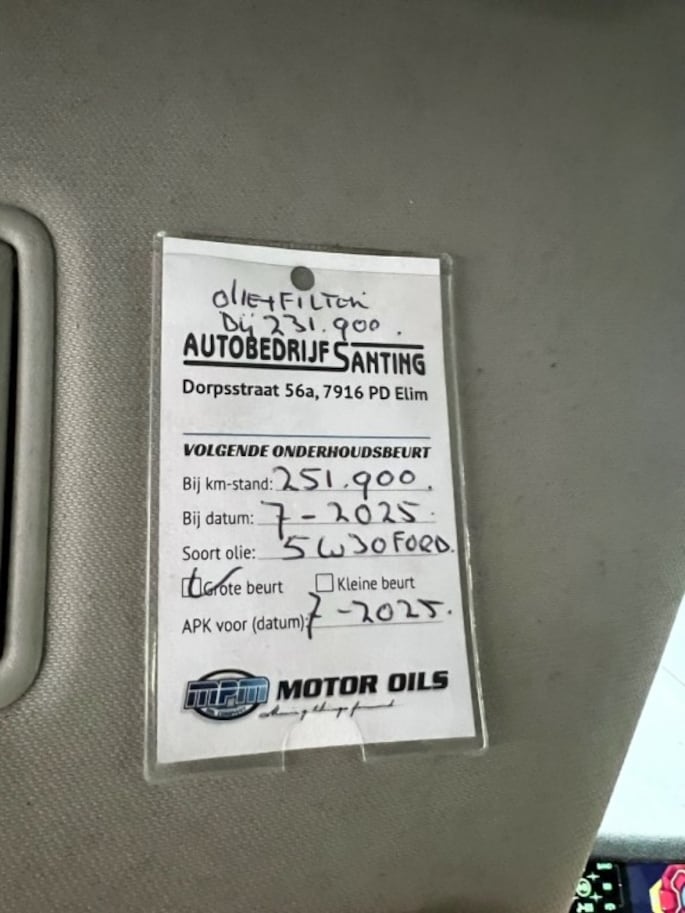 olie+FILTER
Bij 231.900.
AUTOBEDRIJF SANTING
Dorpsstraat 56a, 7916 PD Elim
VOLGENDE ONDERHOUDSBEURT
Bij km-stand: 251.900.
Bij datum: 7-2025.
Soort olie: 5W30 FORD.
Grote beurt Kleine beurt
APK voor (datum): 7-2025.
MPM MOTOR OILS